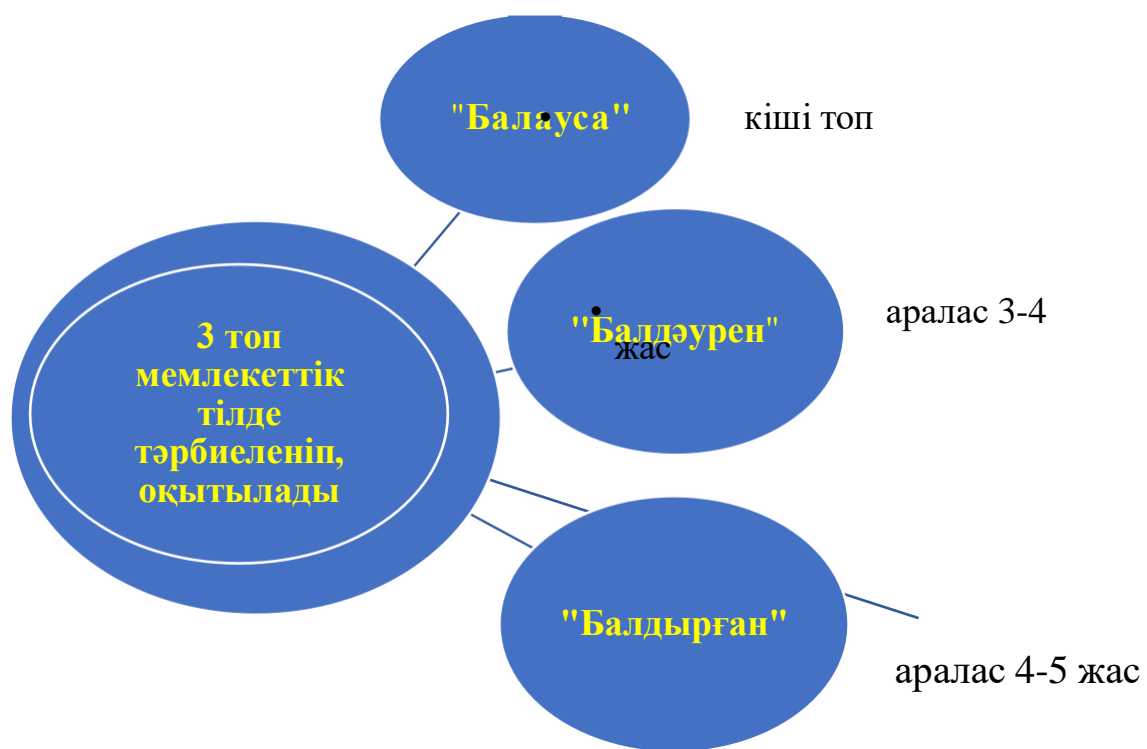 "Балауса"
кіші топ
"Балдәурен"
аралас 3-4
жас
3 топ
мемлекеттік
тілде
тәрбиеленіп,
оқытылады
"Балдырған"
аралас 4-5 жас